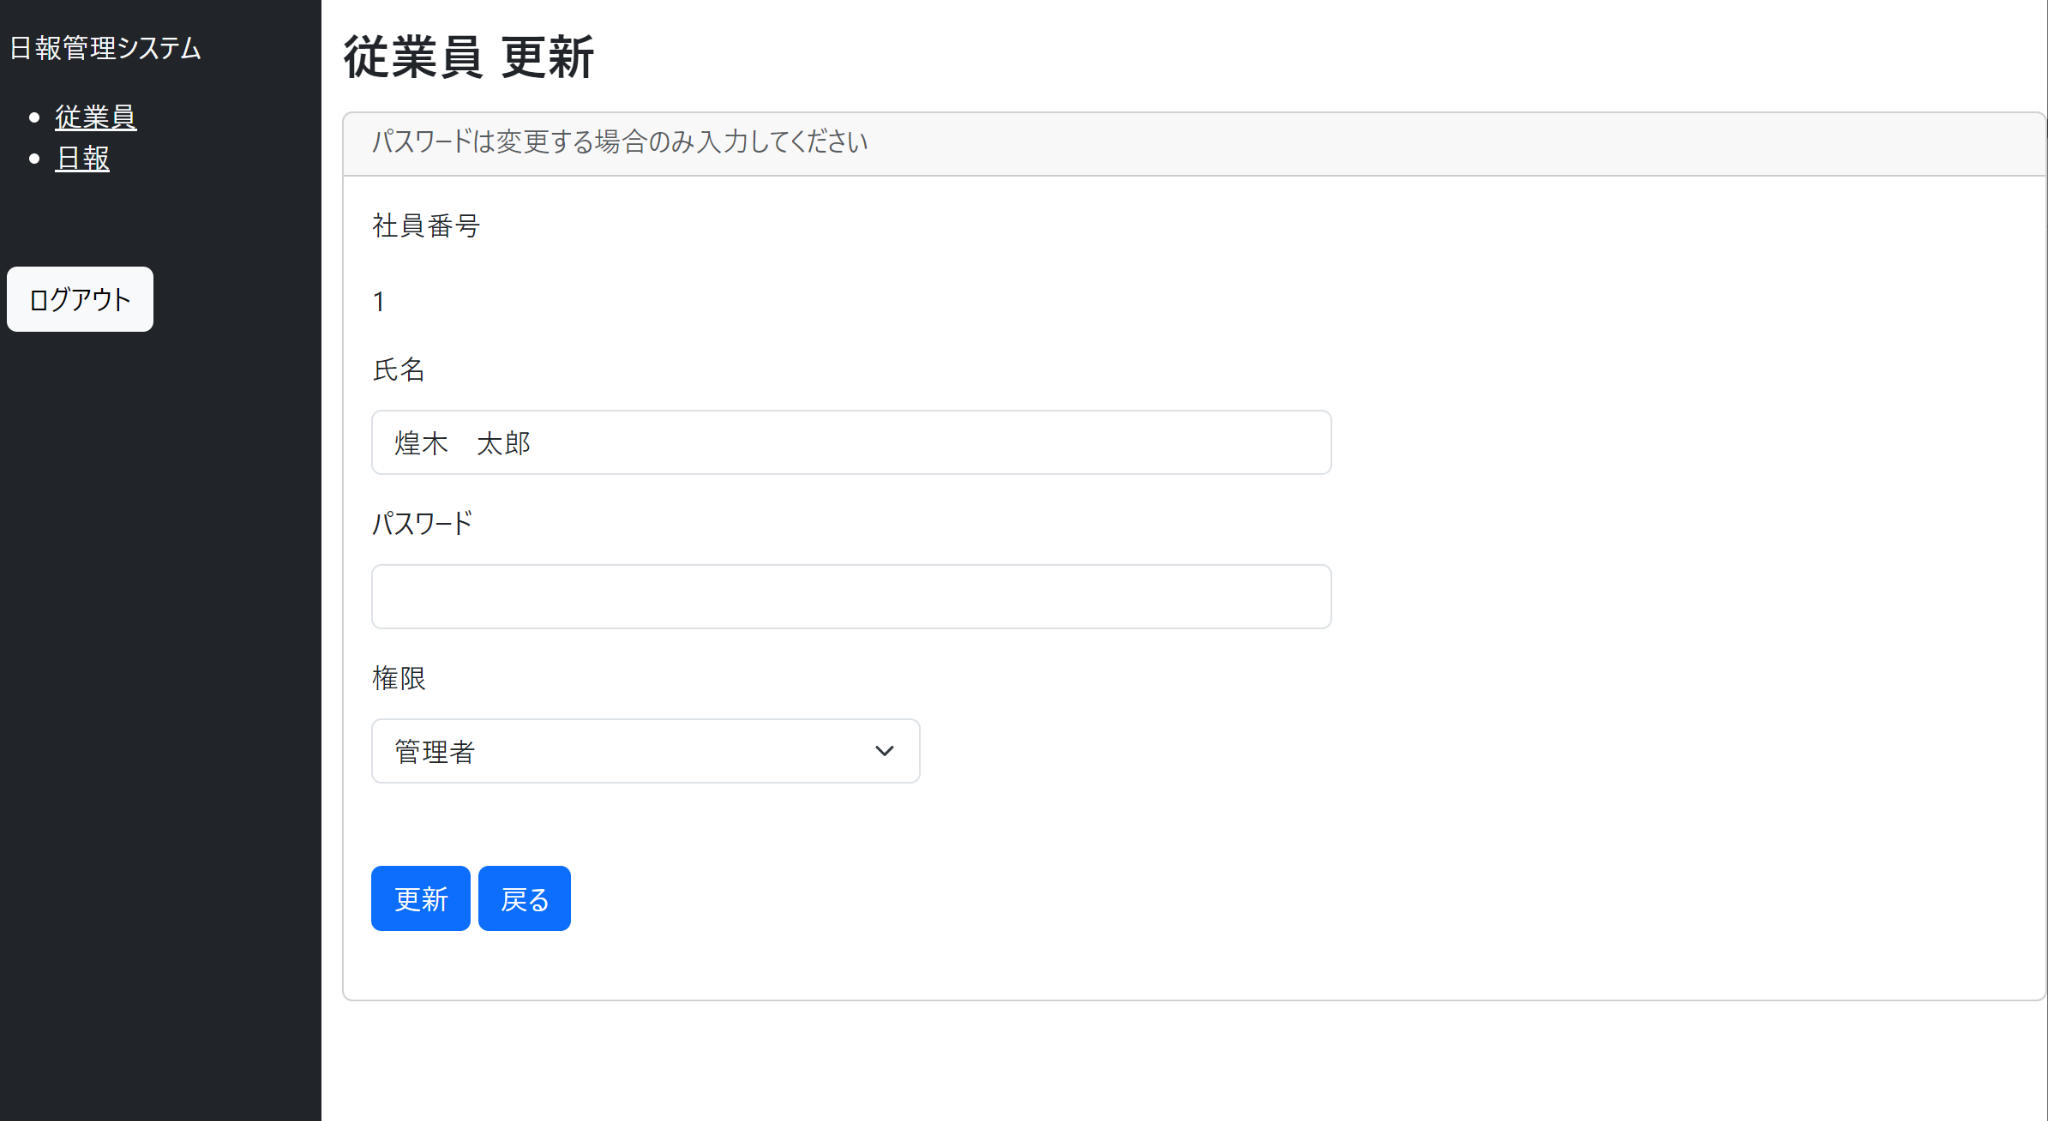 日報管理システム
従業員
日報
ログアウト
従業員 更新
パスワードは変更する場合のみ入力してください
社員番号
1
氏名
煌木　太郎
パスワード
権限
管理者
更新
戻る